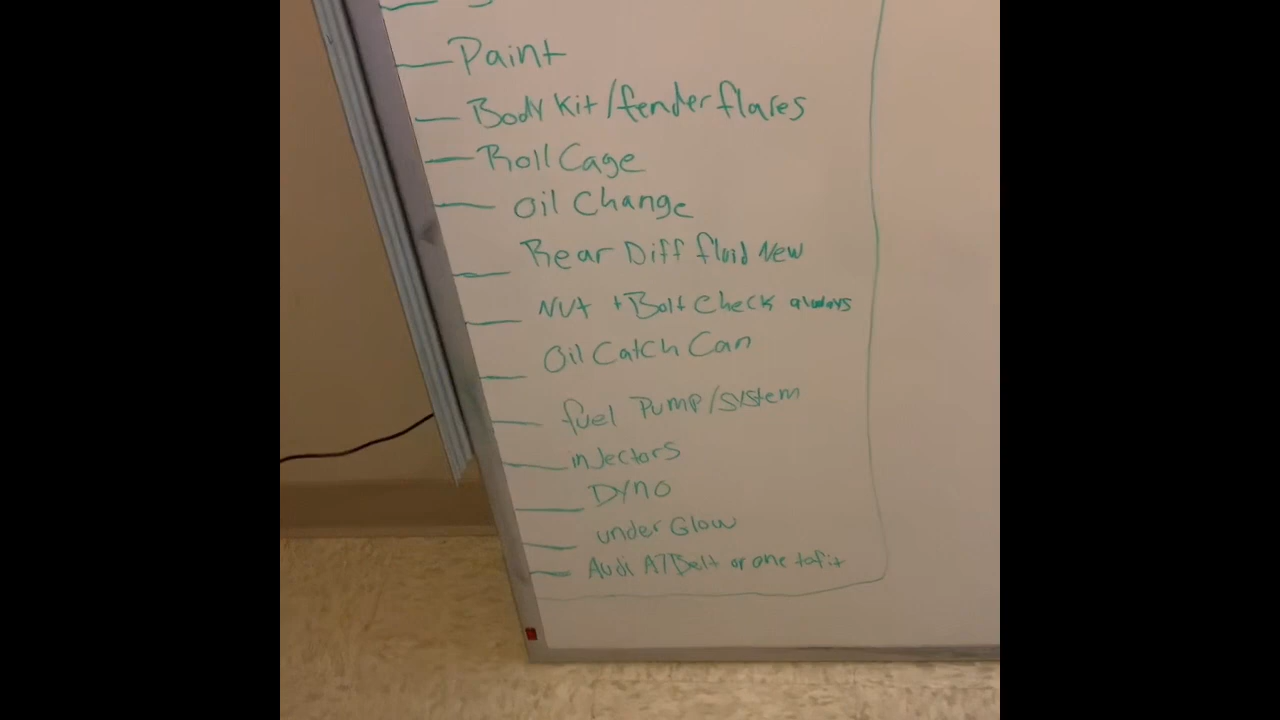 Paint
Body Kit/fender flares
Roll Cage
Oil Change
Rear Diff fluid New
Nut + Bolt Check always
Oil Catch Can
fuel Pump/system
inJectors
Dyno
under Glow
Audi A7 Belt or one to fit